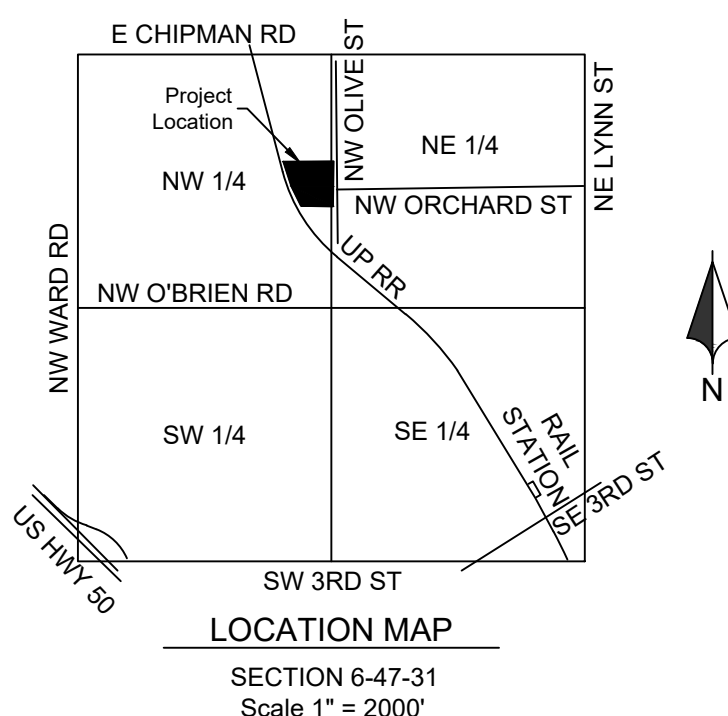 E CHIPMAN RD
NW OLIVE ST
NE LYNN ST
Project
Location
NE 1/4
NW 1/4
NW ORCHARD ST
NW WARD RD
UP RR
NW O'BRIEN RD
N
SW 1/4
SE 1/4
RAIL
STATION
SE 3RD ST
US HWY 50
SW 3RD ST
LOCATION MAP
SECTION 6-47-31
Scale 1" = 2000'